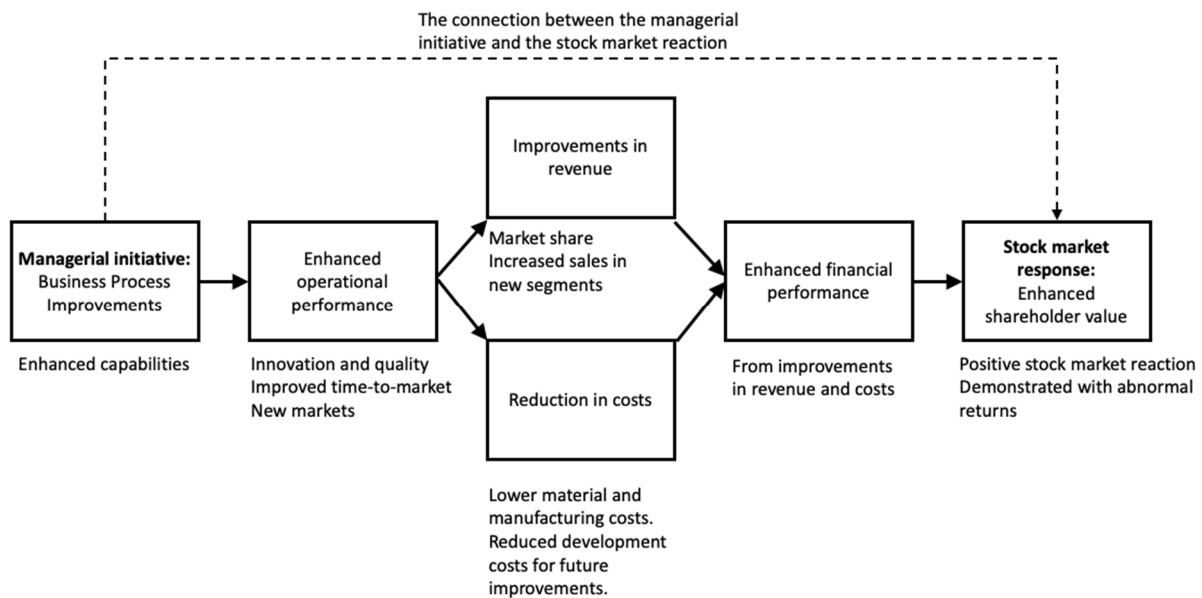 The connection between the managerial
initiative and the stock market reaction
Improvements in
revenue
Managerial initiative:
Business Process
Improvements
Enhanced capabilities
Enhanced
operational
performance
Innovation and quality
Improved time-to-market
New markets
Market share
Increased sales in
new segments
Reduction in costs
Lower material and
manufacturing costs.
Reduced development
costs for future
improvements.
Enhanced financial
performance
From improvements
in revenue and costs
Stock market
response:
Enhanced
shareholder value
Positive stock market reaction
Demonstrated with abnormal
returns